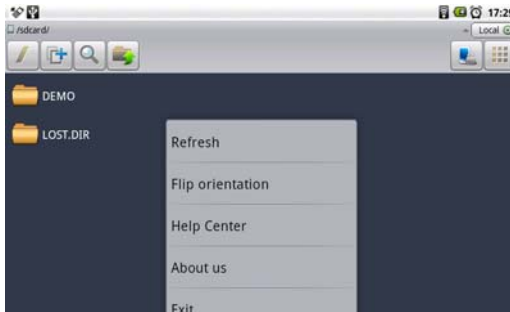 17:29
/sdcard/
Local
DEMO
LOST.DIR
Refresh
Flip orientation
Help Center
About us
Exit